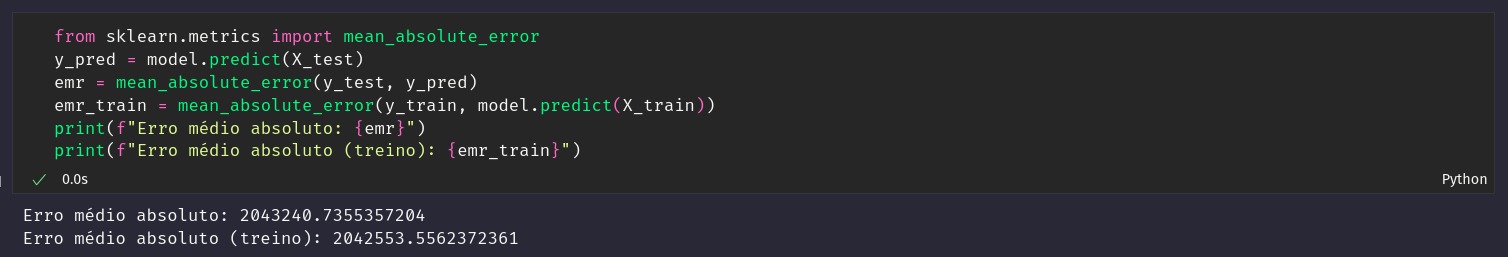 from sklearn.metrics import mean_absolute_error
y_pred = model.predict(X_test)
emr = mean_absolute_error(y_test, y_pred)
emr_train = mean_absolute_error(y_train, model.predict(X_train))
print(f"Erro médio absoluto: {emr}")
print(f"Erro médio absoluto (treino): {emr_train}")
✓ 0.0s Python
Erro médio absoluto: 2043240.7355357204
Erro médio absoluto (treino): 2042553.5562372361